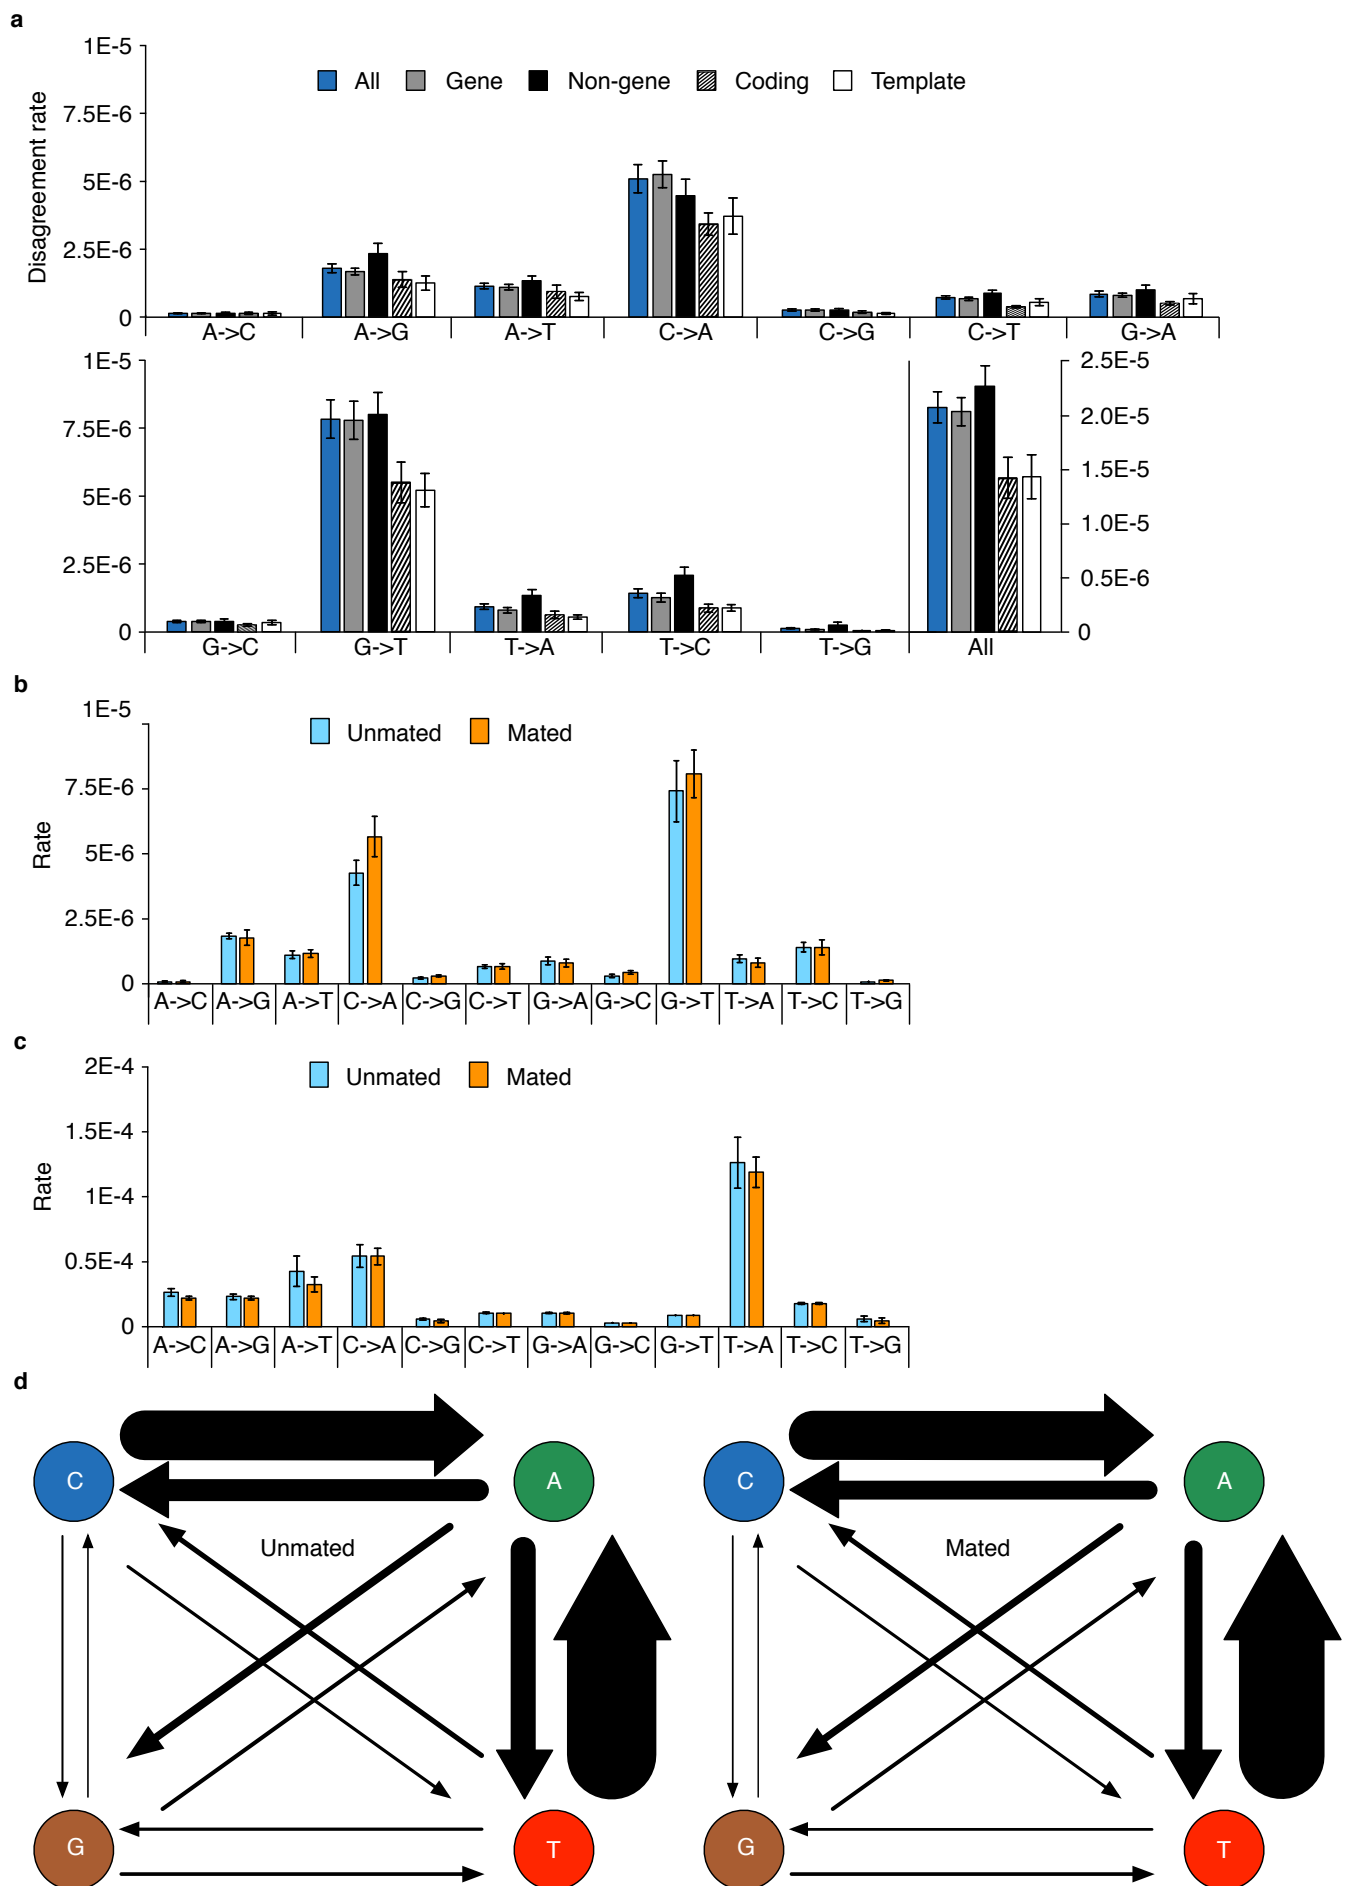 a
1E-5
All Gene Non-gene Coding Template
7.5E-6
Disagreement rate
5E-6
2.5E-6
0
A->C A->G A->T C->A C->G C->T G->A
1E-5 2.5E-5
7.5E-6 2.0E-5
5E-6 1.5E-5
1.0E-5
2.5E-6 0.5E-6
0 0
G->C G->T T->A T->C T->G All
b
1E-5
Unmated Mated
7.5E-6
Rate
5E-6
2.5E-6
0
A->C A->G A->T C->A C->G C->T G->A G->C G->T T->A T->C T->G
c
2E-4
Unmated Mated
1.5E-4
Rate
1E-4
0.5E-4
0
A->C A->G A->T C->A C->G C->T G->A G->C G->T T->A T->C T->G
d
C A C A
Unmated Mated
G T G T